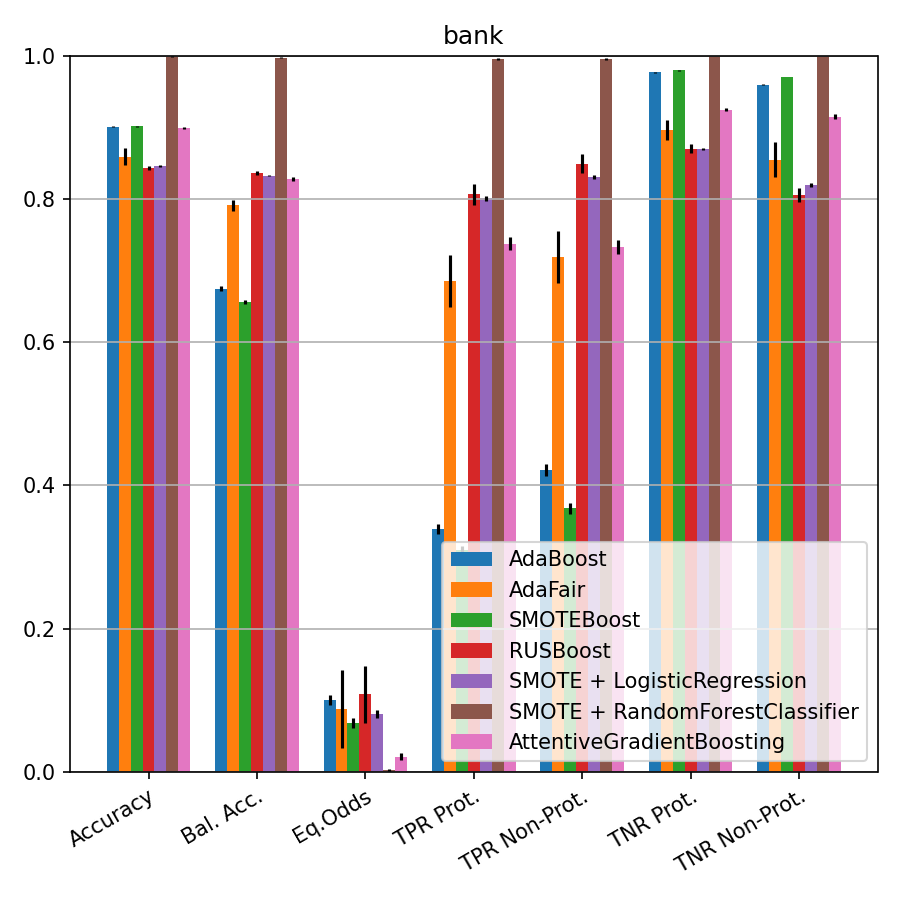 bank
1.0
0.8
0.6
0.4
0.2
0.0
AdaBoost
AdaFair
SMOTEBoost
RUSBoost
SMOTE + LogisticRegression
SMOTE + RandomForestClassifier
AttentiveGradientBoosting
Accuracy
Bal. Acc.
Eq.Odds
TPR Prot.
TPR Non-Prot.
TNR Prot.
TNR Non-Prot.